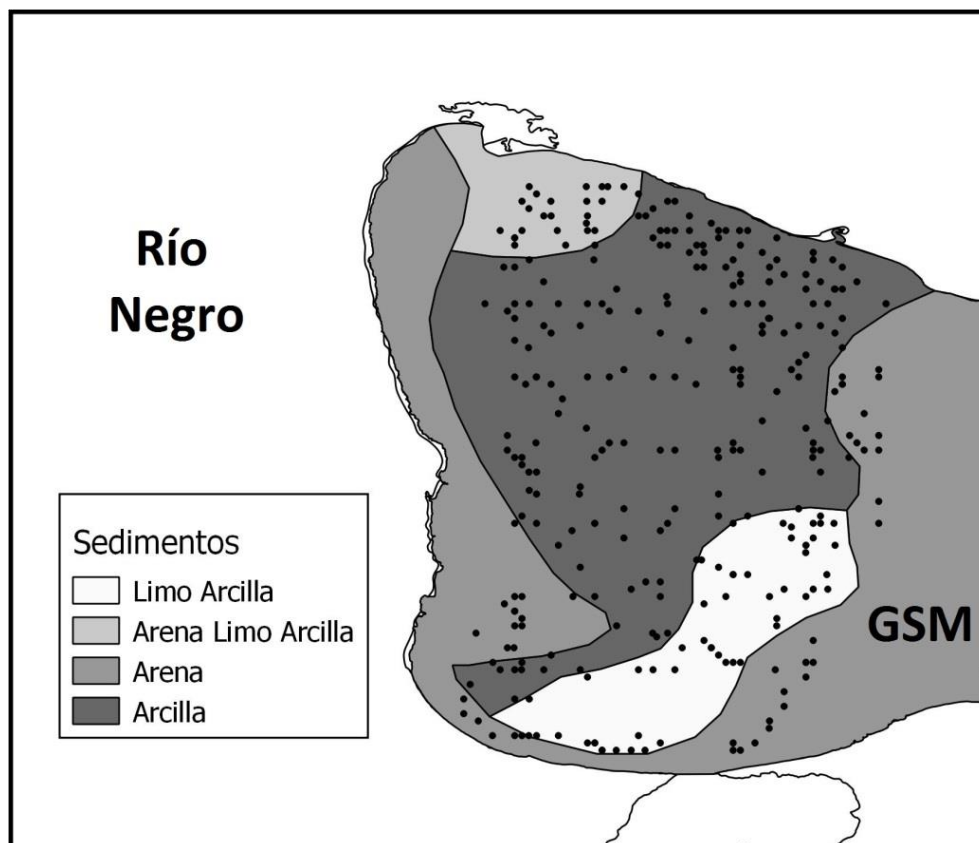 Río
Negro
Sedimentos
Limo Arcilla
Arena Limo Arcilla
Arena
Arcilla
GSM